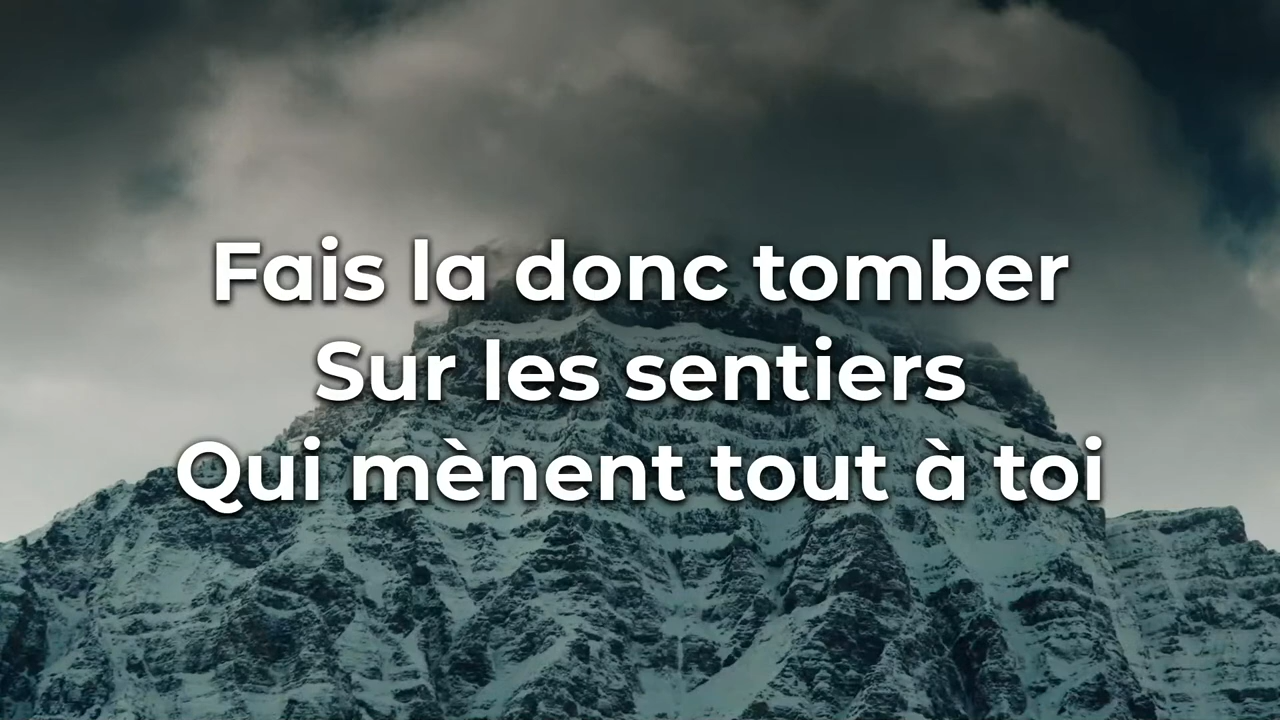 Fais la donc tomber
Sur les sentiers
Qui mènent tout à toi